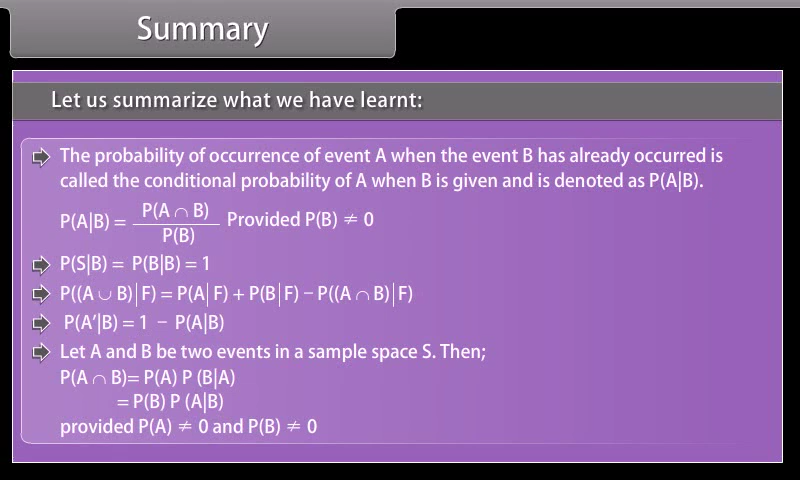 Summary
Let us summarize what we have learnt:
The probability of occurrence of event A when the event B has already occurred is
called the conditional probability of A when B is given and is denoted as P(A|B).
P(A|B) = P(A ∩ B) / P(B) Provided P(B) ≠ 0
P(S|B) = P(B|B) = 1
P((A ∪ B)|F) = P(A|F) + P(B|F) − P((A ∩ B)|F)
P(A′|B) = 1 − P(A|B)
Let A and B be two events in a sample space S. Then;
P(A ∩ B)= P(A) P (B|A)
= P(B) P (A|B)
provided P(A) ≠ 0 and P(B) ≠ 0